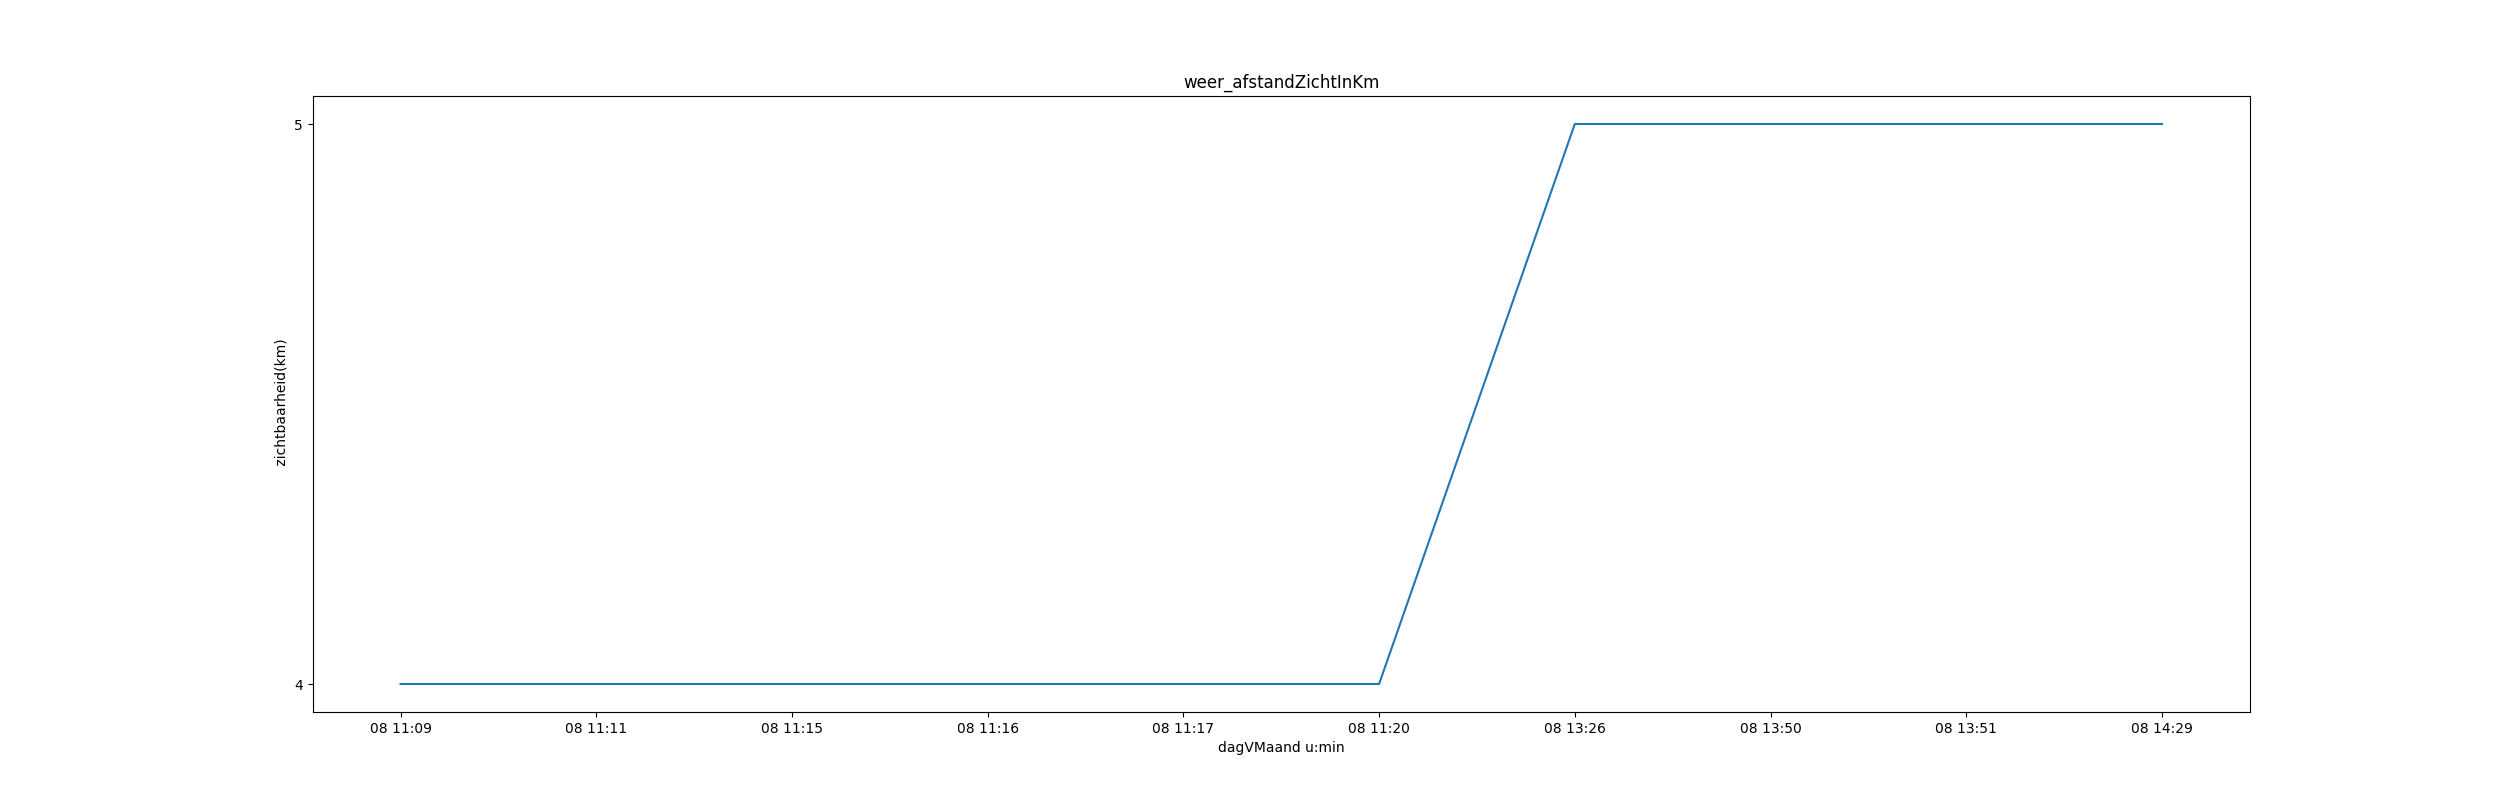 weer_afstandZichtInKm
5
zichtbaarheid(km)
4
08 11:09 08 11:11 08 11:15 08 11:16 08 11:17 08 11:20 08 13:26 08 13:50 08 13:51 08 14:29
dagVMaand u:min